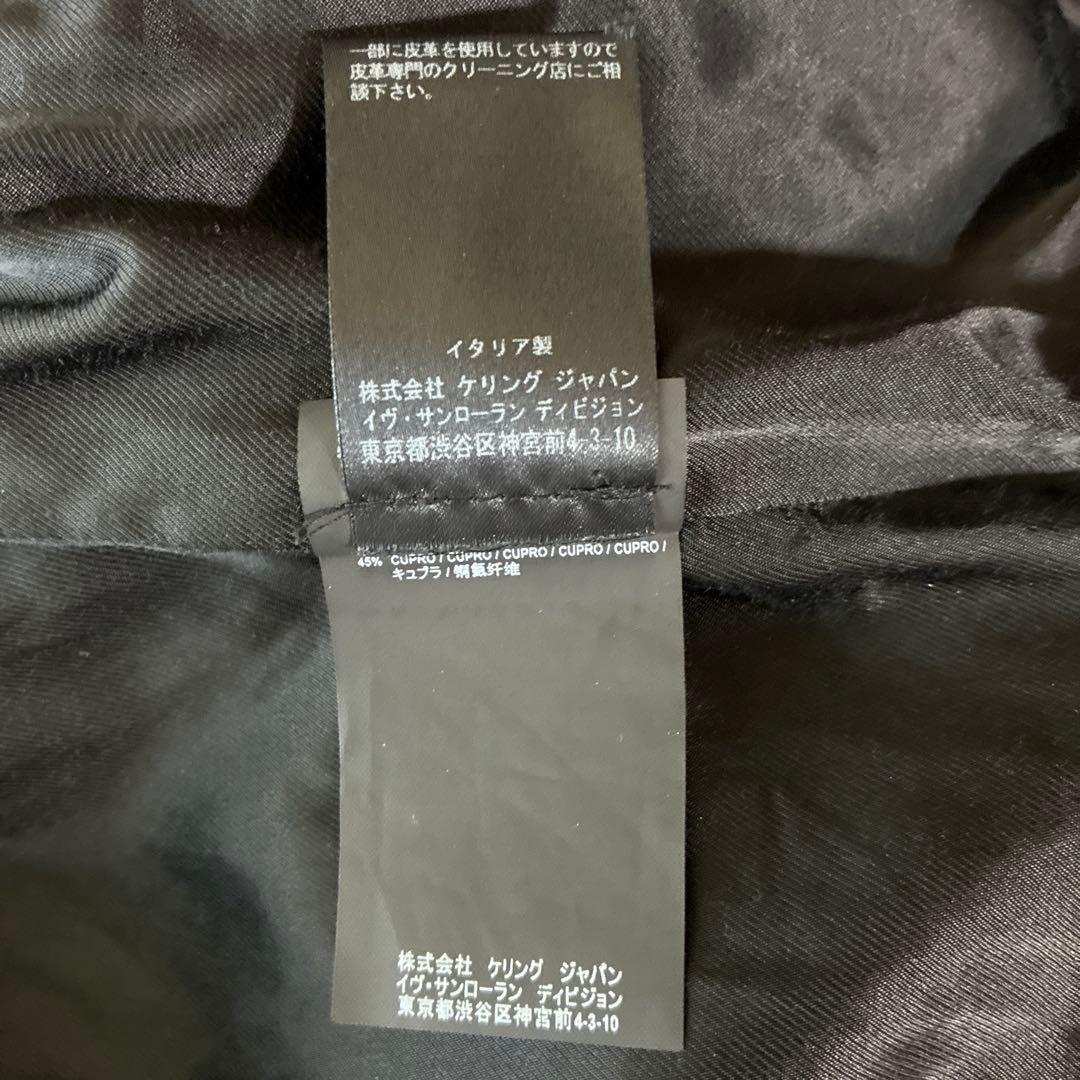 一部に皮革を使用していますので
皮革専門のクリーニング店にご相
談下さい。
イタリア製
株式会社 ケリング ジャパン
イヴ・サンローラン ディビジョン
東京都渋谷区神宮前4-3-10
45% CUPRO / CUPRO / CUPRO / CUPRO / CUPRO /
キュプラ / 铜氨纤维
株式会社 ケリング ジャパン
イヴ・サンローラン ディビジョン
東京都渋谷区神宮前4-3-10